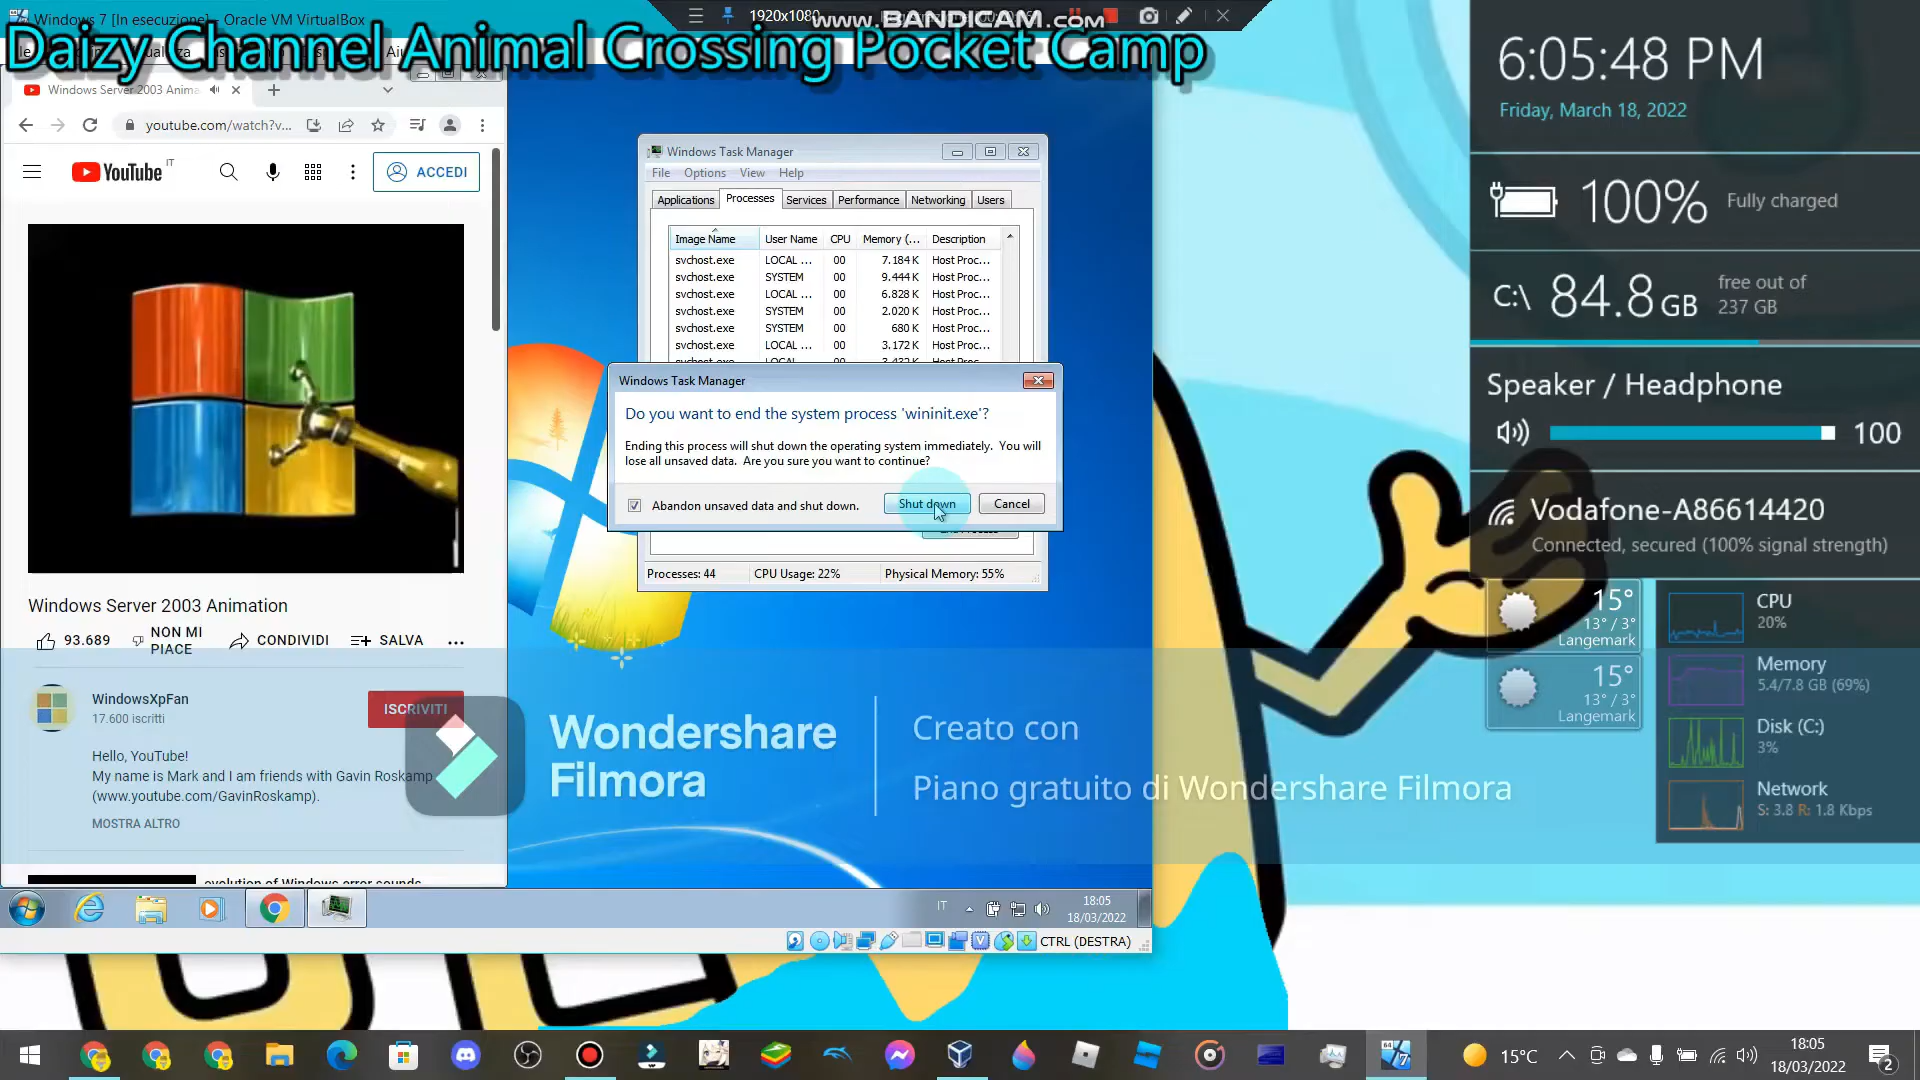 Windows 7 [In esecuzione] - Oracle VM VirtualBox
1920x1080
www.BANDICAM.com
Daizy Channel Animal Crossing Pocket Camp
Windows Server 2003 Anima
youtube.com/watch?v...
YouTube IT
ACCEDI
Windows Server 2003 Animation
93.689
NON MI PIACE
CONDIVIDI
SALVA
WindowsXpFan
17.600 iscritti
ISCRIVITI
Hello, YouTube!
My name is Mark and I am friends with Gavin Roskamp
(www.youtube.com/GavinRoskamp).
MOSTRA ALTRO
evolution of Windows error sounds
Windows Task Manager
File Options View Help
Applications Processes Services Performance Networking Users
Image Name User Name CPU Memory (... Description
svchost.exe LOCAL ... 00 7.184 K Host Proc...
svchost.exe SYSTEM 00 9.444 K Host Proc...
svchost.exe LOCAL ... 00 6.828 K Host Proc...
svchost.exe SYSTEM 00 2.020 K Host Proc...
svchost.exe SYSTEM 00 680 K Host Proc...
svchost.exe LOCAL ... 00 3.172 K Host Proc...
Windows Task Manager
Do you want to end the system process 'wininit.exe'?
Ending this process will shut down the operating system immediately. You will
lose all unsaved data. Are you sure you want to continue?
Abandon unsaved data and shut down.
Shut down
Cancel
Processes: 44 CPU Usage: 22% Physical Memory: 55%
Wondershare
Filmora
Creato con
Piano gratuito di Wondershare Filmora
IT
18:05
18/03/2022
CTRL (DESTRA)
6:05:48 PM
Friday, March 18, 2022
100% Fully charged
C:\ 84.8 GB
free out of
237 GB
Speaker / Headphone
100
Vodafone-A86614420
Connected, secured (100% signal strength)
15°
13° / 3°
Langemark
15°
13° / 3°
Langemark
CPU
20%
Memory
5.4/7.8 GB (69%)
Disk (C:)
3%
Network
S: 3.8 R: 1.8 Kbps
64
7
15°C
18:05
18/03/2022
2